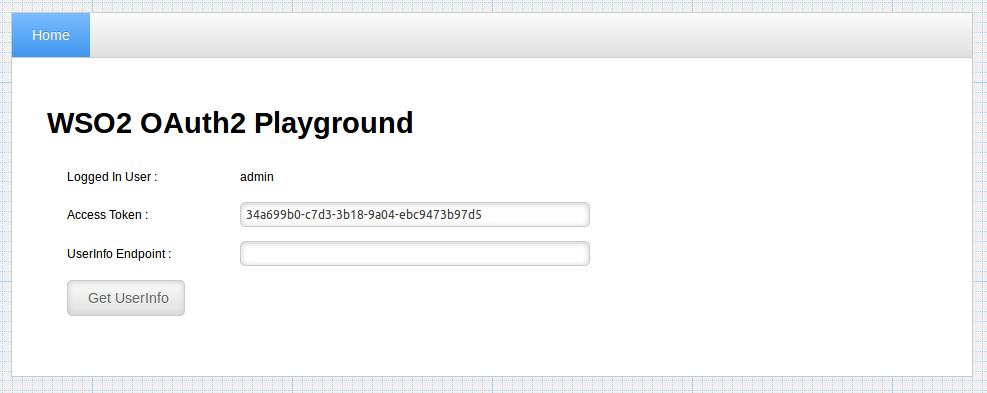 Home
WSO2 OAuth2 Playground
Logged In User : admin
Access Token : 34a699b0-c7d3-3b18-9a04-ebc9473b97d5
UserInfo Endpoint :
Get UserInfo